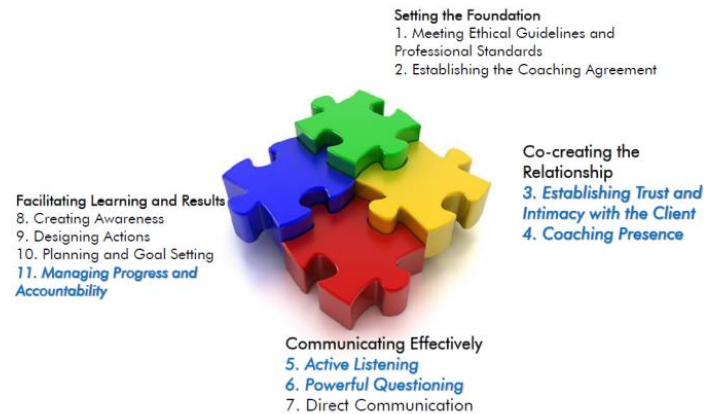 Setting the Foundation
1. Meeting Ethical Guidelines and
Professional Standards
2. Establishing the Coaching Agreement
Co-creating the
Relationship
3. Establishing Trust and
Intimacy with the Client
4. Coaching Presence
Communicating Effectively
5. Active Listening
6. Powerful Questioning
7. Direct Communication
Facilitating Learning and Results
8. Creating Awareness
9. Designing Actions
10. Planning and Goal Setting
11. Managing Progress and
Accountability